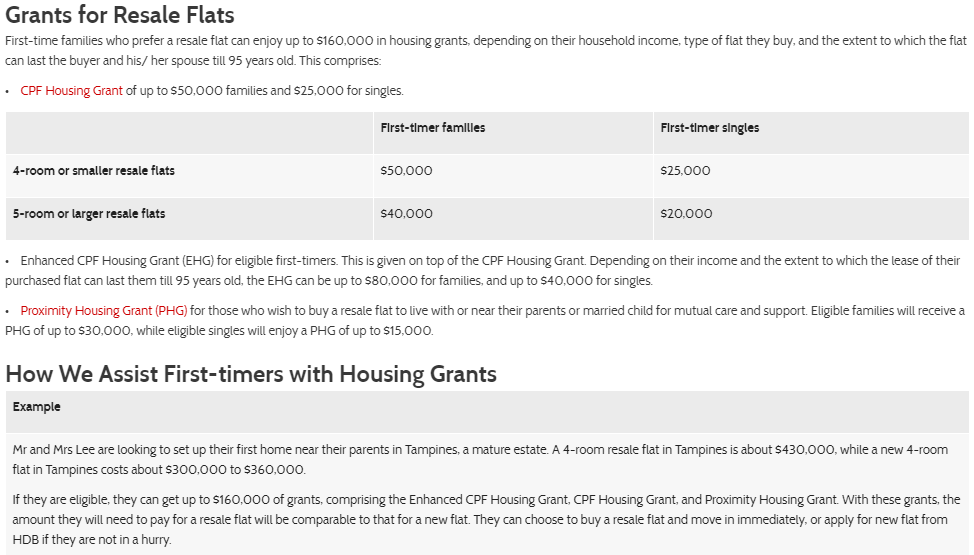 Grants for Resale Flats
First-time families who prefer a resale flat can enjoy up to $160,000 in housing grants, depending on their household income, type of flat they buy, and the extent to which the flat
can last the buyer and his/ her spouse till 95 years old. This comprises:
• CPF Housing Grant of up to $50,000 families and $25,000 for singles.
First-timer families First-timer singles
4-room or smaller resale flats $50,000 $25,000
5-room or larger resale flats $40,000 $20,000
• Enhanced CPF Housing Grant (EHG) for eligible first-timers. This is given on top of the CPF Housing Grant. Depending on their income and the extent to which the lease of their
purchased flat can last them till 95 years old, the EHG can be up to $80,000 for families, and up to $40,000 for singles.
• Proximity Housing Grant (PHG) for those who wish to buy a resale flat to live with or near their parents or married child for mutual care and support. Eligible families will receive a
PHG of up to $30,000, while eligible singles will enjoy a PHG of up to $15,000.
How We Assist First-timers with Housing Grants
Example
Mr and Mrs Lee are looking to set up their first home near their parents in Tampines, a mature estate. A 4-room resale flat in Tampines is about $430,000, while a new 4-room
flat in Tampines costs about $300,000 to $360,000.
If they are eligible, they can get up to $160,000 of grants, comprising the Enhanced CPF Housing Grant, CPF Housing Grant, and Proximity Housing Grant. With these grants, the
amount they will need to pay for a resale flat will be comparable to that for a new flat. They can choose to buy a resale flat and move in immediately, or apply for new flat from
HDB if they are not in a hurry.